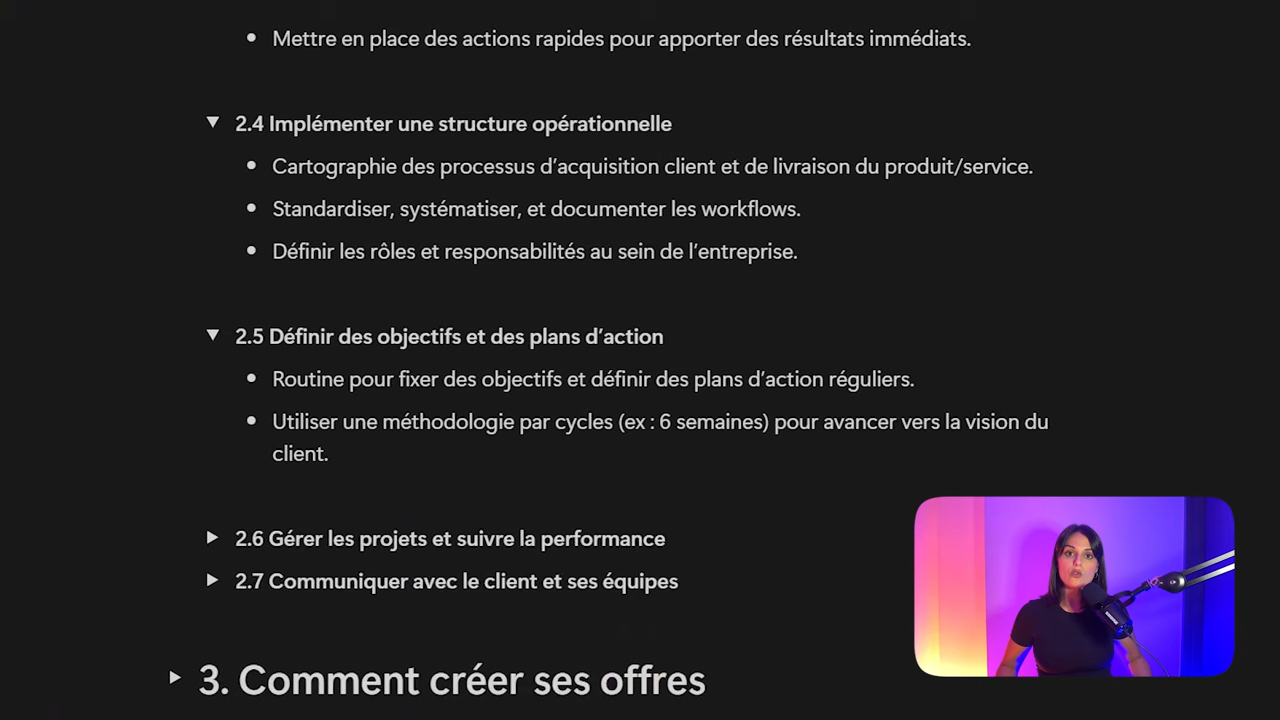 Mettre en place des actions rapides pour apporter des résultats immédiats.
2.4 Implémenter une structure opérationnelle
Cartographie des processus d’acquisition client et de livraison du produit/service.
Standardiser, systématiser, et documenter les workflows.
Définir les rôles et responsabilités au sein de l’entreprise.
2.5 Définir des objectifs et des plans d’action
Routine pour fixer des objectifs et définir des plans d’action réguliers.
Utiliser une méthodologie par cycles (ex : 6 semaines) pour avancer vers la vision du
client.
2.6 Gérer les projets et suivre la performance
2.7 Communiquer avec le client et ses équipes
3. Comment créer ses offres